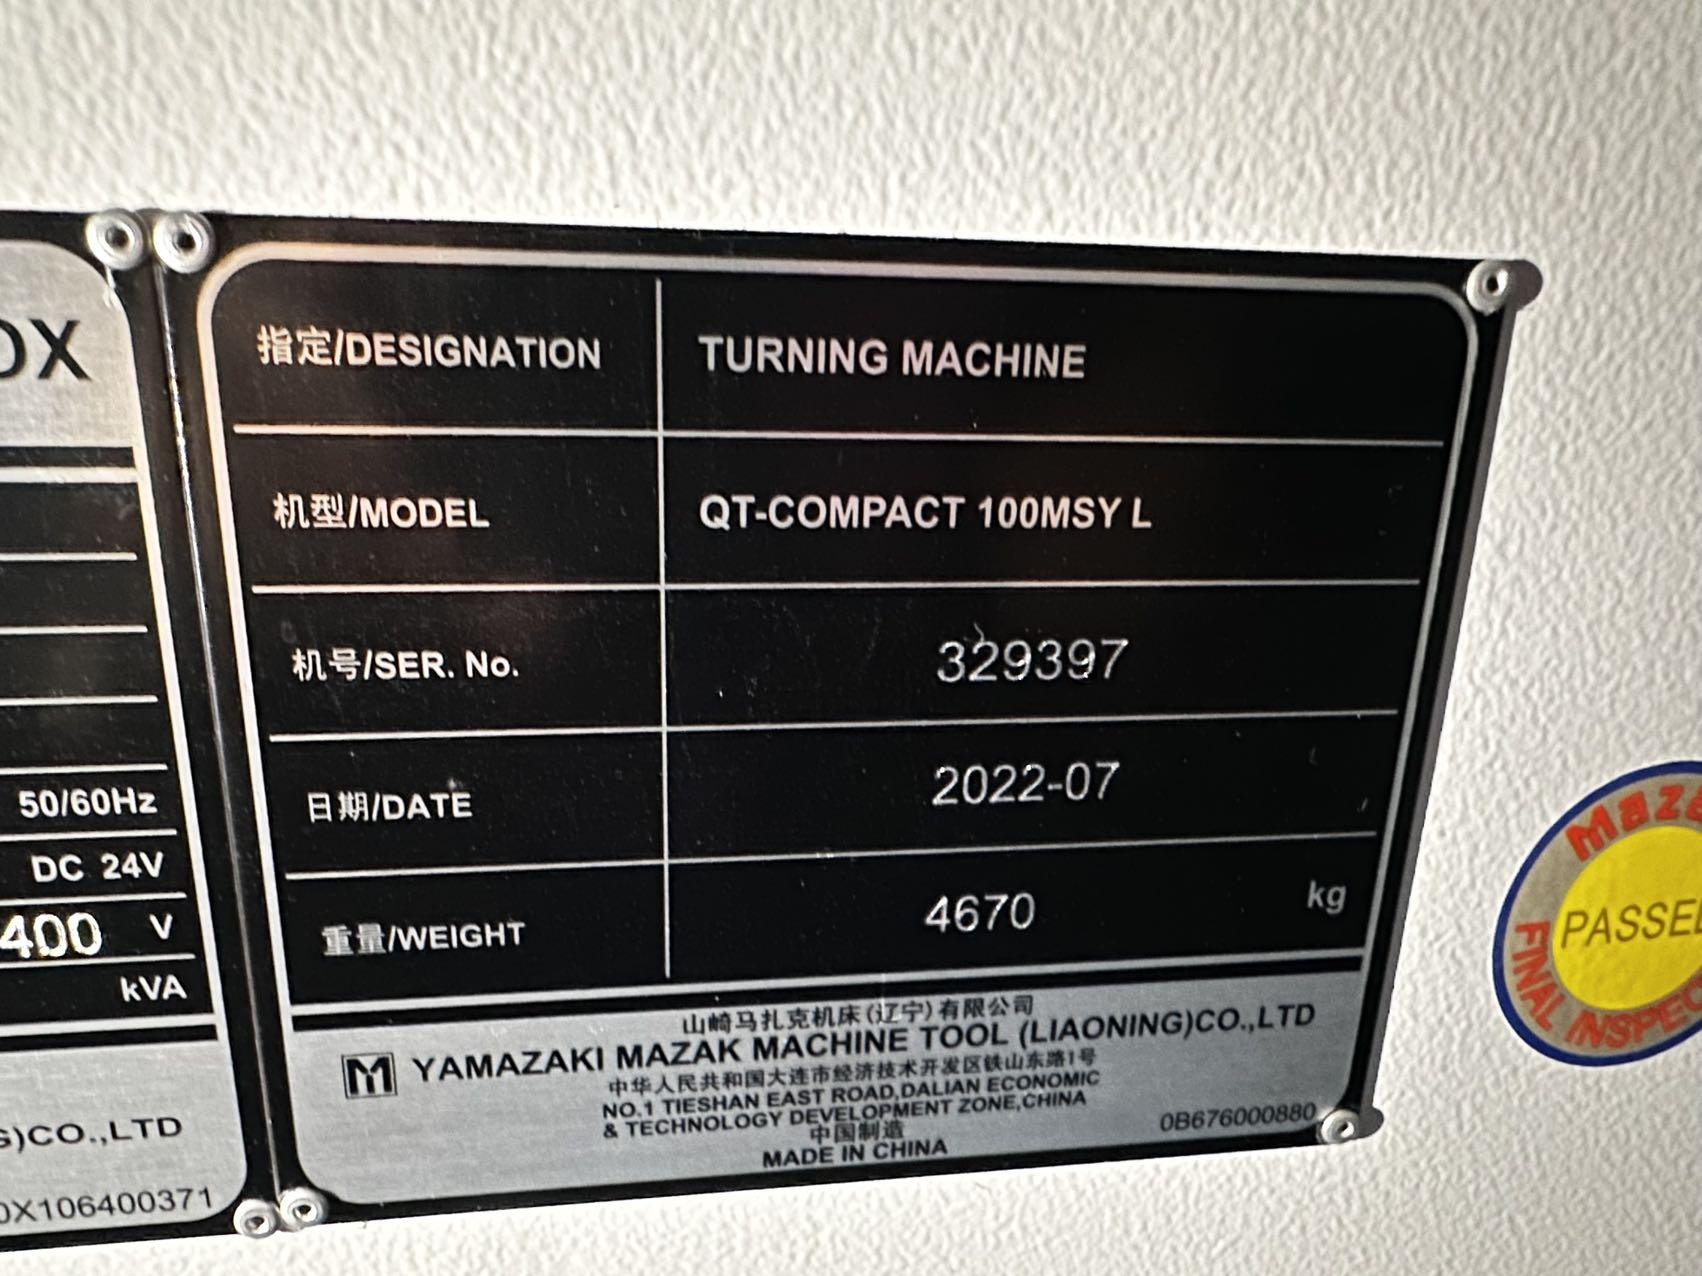 50/60Hz
DC 24V
400 V
kVA
CO.,LTD
指定/DESIGNATION TURNING MACHINE
机型/MODEL QT-COMPACT 100MSY L
机号/SER. No. 329397
日期/DATE 2022-07
重量/WEIGHT 4670 kg
山崎马扎克机床(辽宁)有限公司
YAMAZAKI MAZAK MACHINE TOOL (LIAONING)CO.,LTD
中华人民共和国大连市经济技术开发区铁山东路1号
NO.1 TIESHAN EAST ROAD,DALIAN ECONOMIC
& TECHNOLOGY DEVELOPMENT ZONE,CHINA
中国制造
MADE IN CHINA
0B676000880
PASSED
FINAL